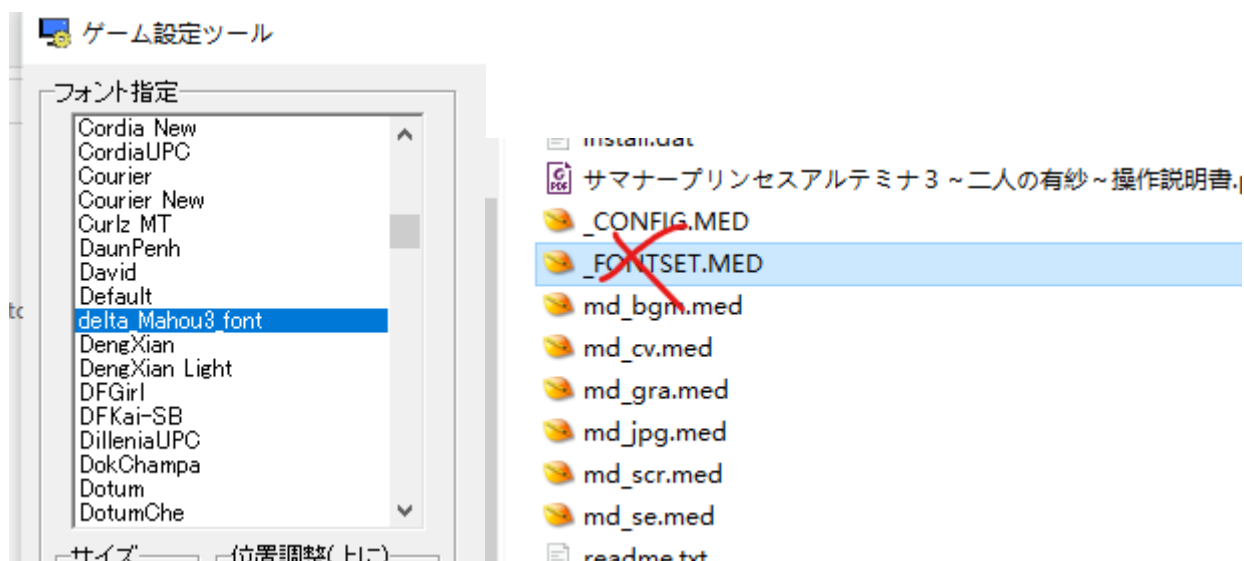 ゲーム設定ツール
フォント指定
Cordia New
CordiaUPC
Courier
Courier New
Curlz MT
DaunPenh
David
Default
delta_Mahou3_font
DengXian
DengXian Light
DFGirl
DFKai-SB
DilleniaUPC
DokChampa
Dotum
DotumChe
サイズ
位置調整(上に)
install.dat
サマナープリンセスアルテミナ3~二人の有紗~操作説明書.p
_CONFIG.MED
_FONTSET.MED
md_bgm.med
md_cv.med
md_gra.med
md_jpg.med
md_scr.med
md_se.med
readme.txt